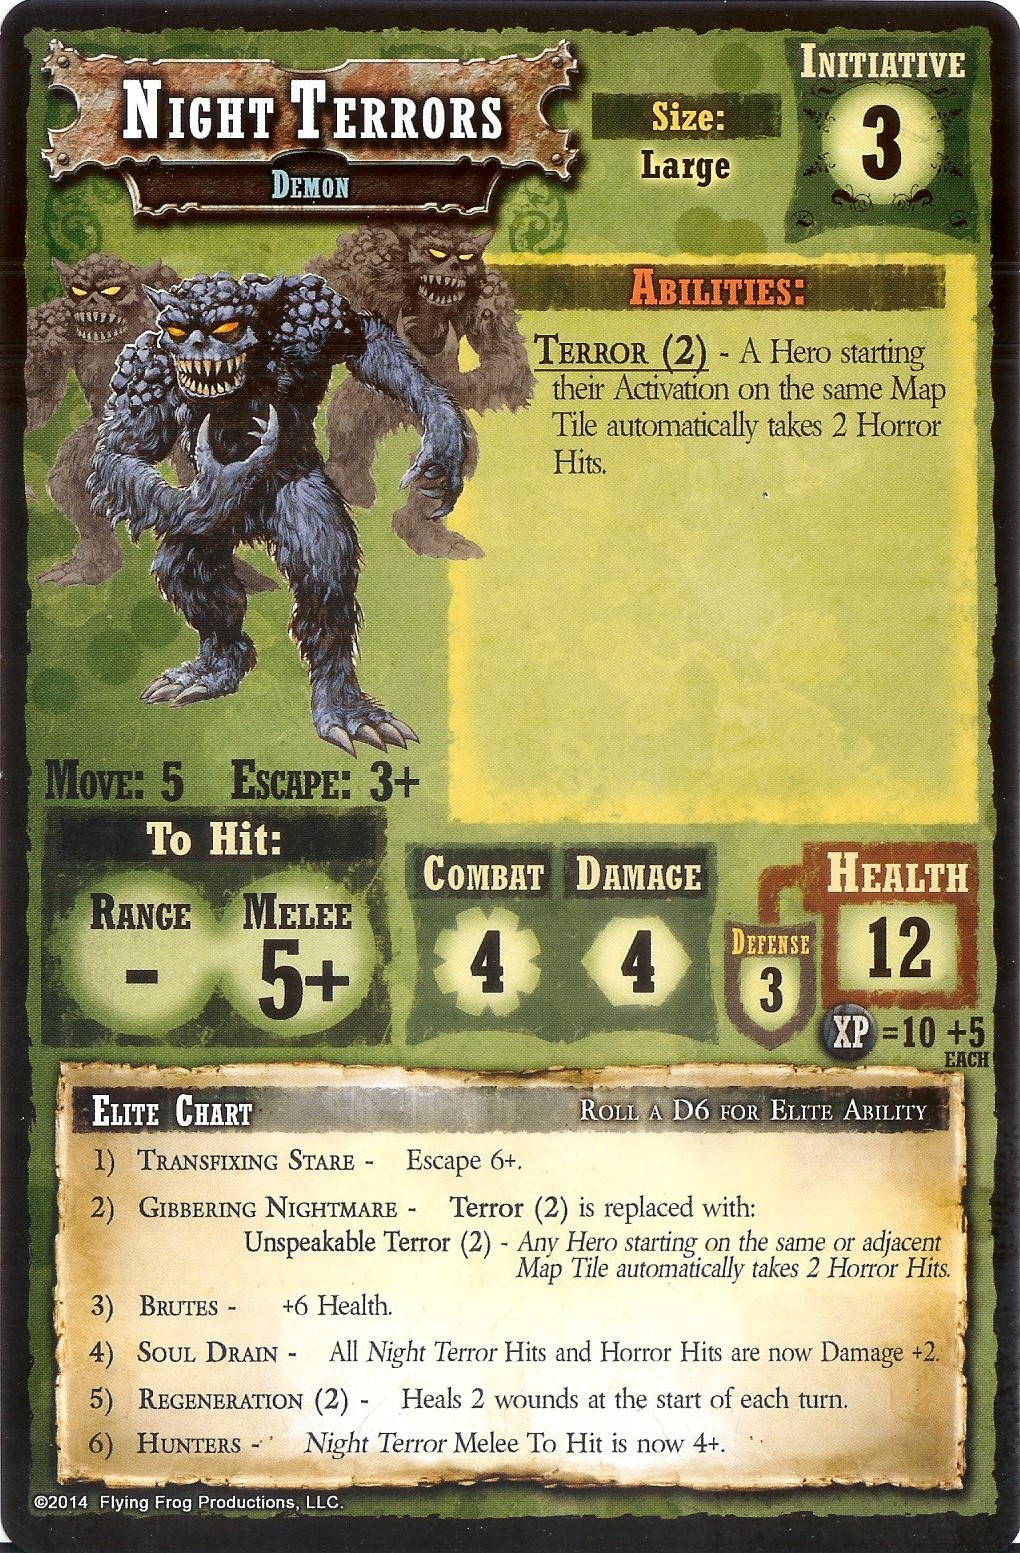 NIGHT TERRORS
DEMON
Size:
Large
INITIATIVE
3
ABILITIES:
TERROR (2) - A Hero starting
their Activation on the same Map
Tile automatically takes 2 Horror
Hits.
MOVE: 5 ESCAPE: 3+
To Hit:
RANGE MELEE
- 5+
COMBAT
4
DAMAGE
4
DEFENSE
3
HEALTH
12
XP =10 +5
EACH
ELITE CHART ROLL A D6 FOR ELITE ABILITY
1) TRANSFIXING STARE - Escape 6+.
2) GIBBERING NIGHTMARE - Terror (2) is replaced with:
Unspeakable Terror (2) - Any Hero starting on the same or adjacent
Map Tile automatically takes 2 Horror Hits.
3) BRUTES - +6 Health.
4) SOUL DRAIN - All Night Terror Hits and Horror Hits are now Damage +2.
5) REGENERATION (2) - Heals 2 wounds at the start of each turn.
6) HUNTERS - Night Terror Melee To Hit is now 4+.
©2014 Flying Frog Productions, LLC.